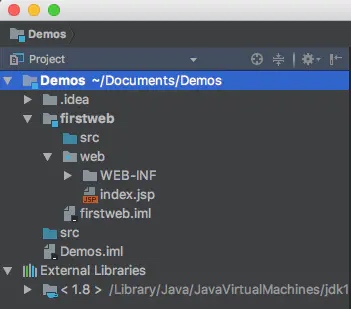 Demos
Project
Demos ~/Documents/Demos
.idea
firstweb
src
web
WEB-INF
JSP index.jsp
firstweb.iml
src
Demos.iml
External Libraries
< 1.8 > /Library/Java/JavaVirtualMachines/jdk1